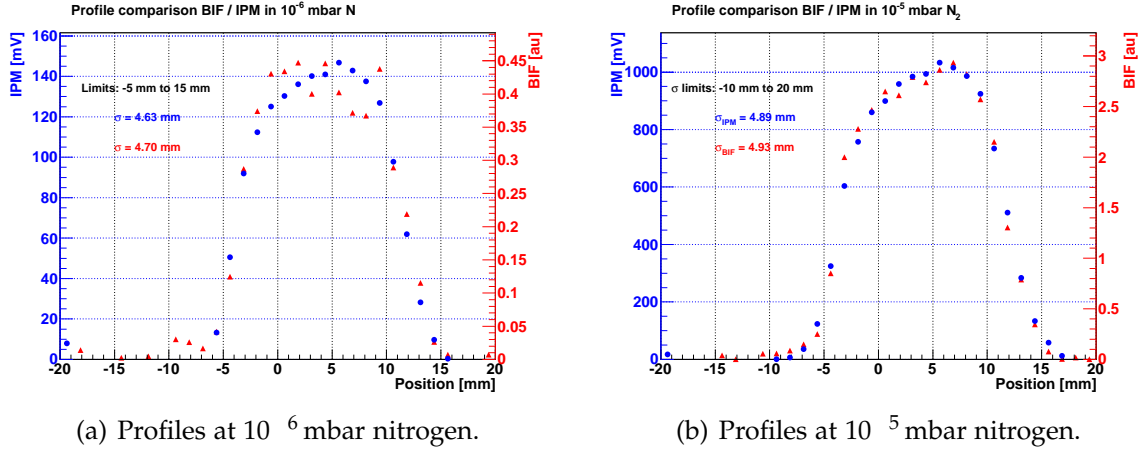 Profile comparison BIF / IPM in 10⁻⁶ mbar N
IPM [mV]
160
140
120
100
80
60
40
20
0
Limits: -5 mm to 15 mm
σ = 4.63 mm
σ = 4.70 mm
BIF [au]
0.45
0.4
0.35
0.3
0.25
0.2
0.15
0.1
0.05
0
-20 -15 -10 -5 0 5 10 15 20
Position [mm]
(a) Profiles at 10 6 mbar nitrogen.
Profile comparison BIF / IPM in 10⁻⁵ mbar N₂
IPM [mV]
1000
800
600
400
200
0
σ limits: -10 mm to 20 mm
σIPM = 4.89 mm
σBIF = 4.93 mm
BIF [au]
3
2.5
2
1.5
1
0.5
0
-20 -15 -10 -5 0 5 10 15 20
Position [mm]
(b) Profiles at 10 5 mbar nitrogen.